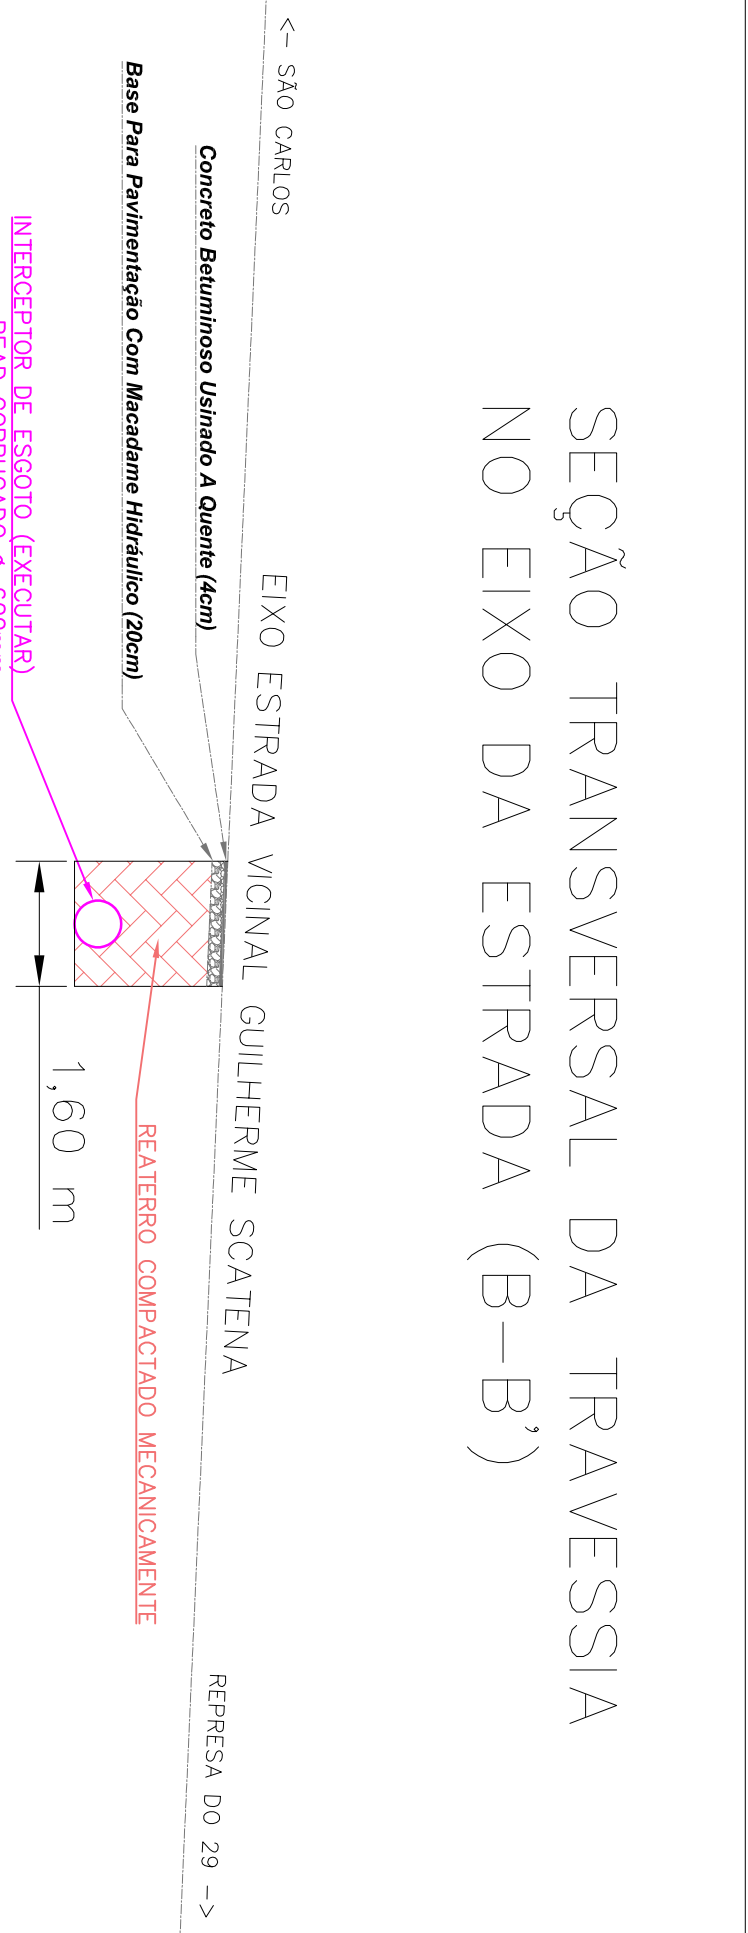 SEÇÃO TRANSVERSAL DA TRAVESSIA
NO EIXO DA ESTRADA (B-B')
<- SÃO CARLOS
EIXO ESTRADA VICINAL GUILHERME SCATENA
REPRESA DO 29 ->
Concreto Betuminoso Usinado A Quente (4cm)
Base Para Pavimentação Com Macadame Hidráulico (20cm)
REATERRO COMPACTADO MECANICAMENTE
1,60 m
INTERCEPTOR DE ESGOTO (EXECUTAR)